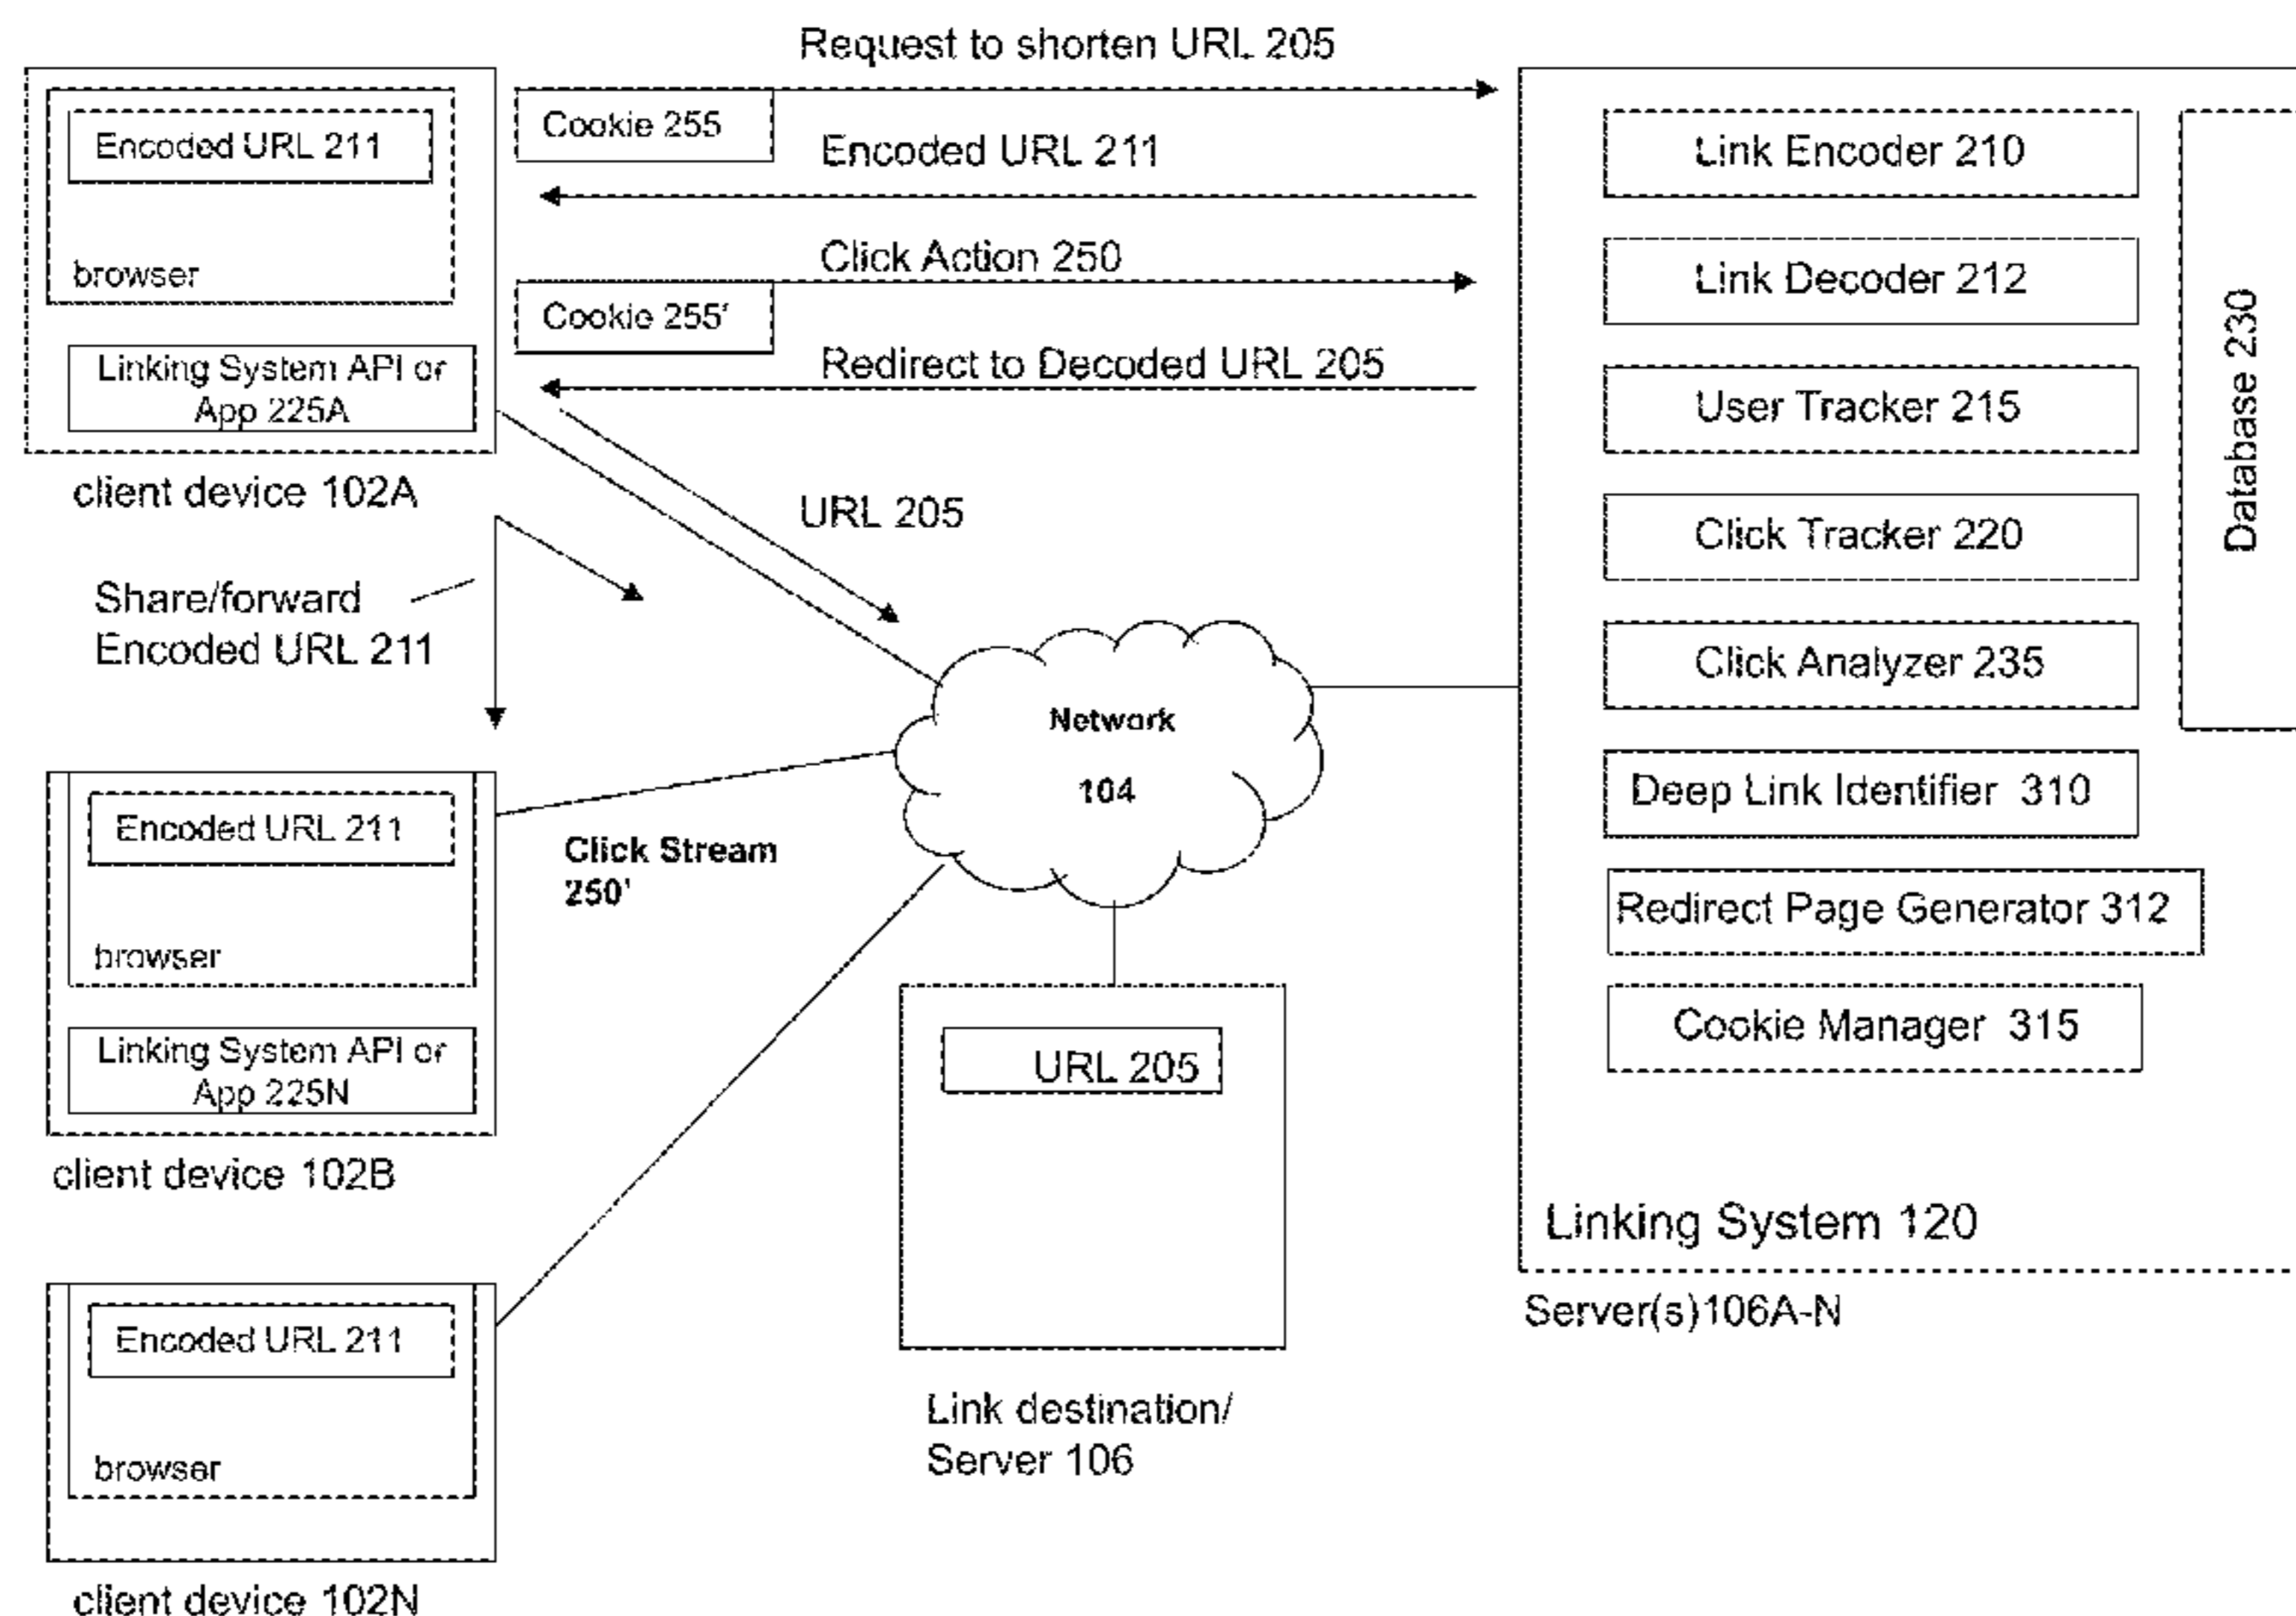 Request to shorten URL 205
Cookie 255
Encoded URL 211
Encoded URL 211
browser
Click Action 250
Cookie 255'
Redirect to Decoded URL 205
Linking System API or
App 225A
client device 102A
URL 205
Share/forward
Encoded URL 211
Network
104
Click Stream
250'
Encoded URL 211
browser
Linking System API or
App 225N
client device 102B
Encoded URL 211
browser
client device 102N
URL 205
Link destination/
Server 106
Link Encoder 210
Link Decoder 212
User Tracker 215
Click Tracker 220
Click Analyzer 235
Deep Link Identifier 310
Redirect Page Generator 312
Cookie Manager 315
Database 230
Linking System 120
Server(s)106A-N